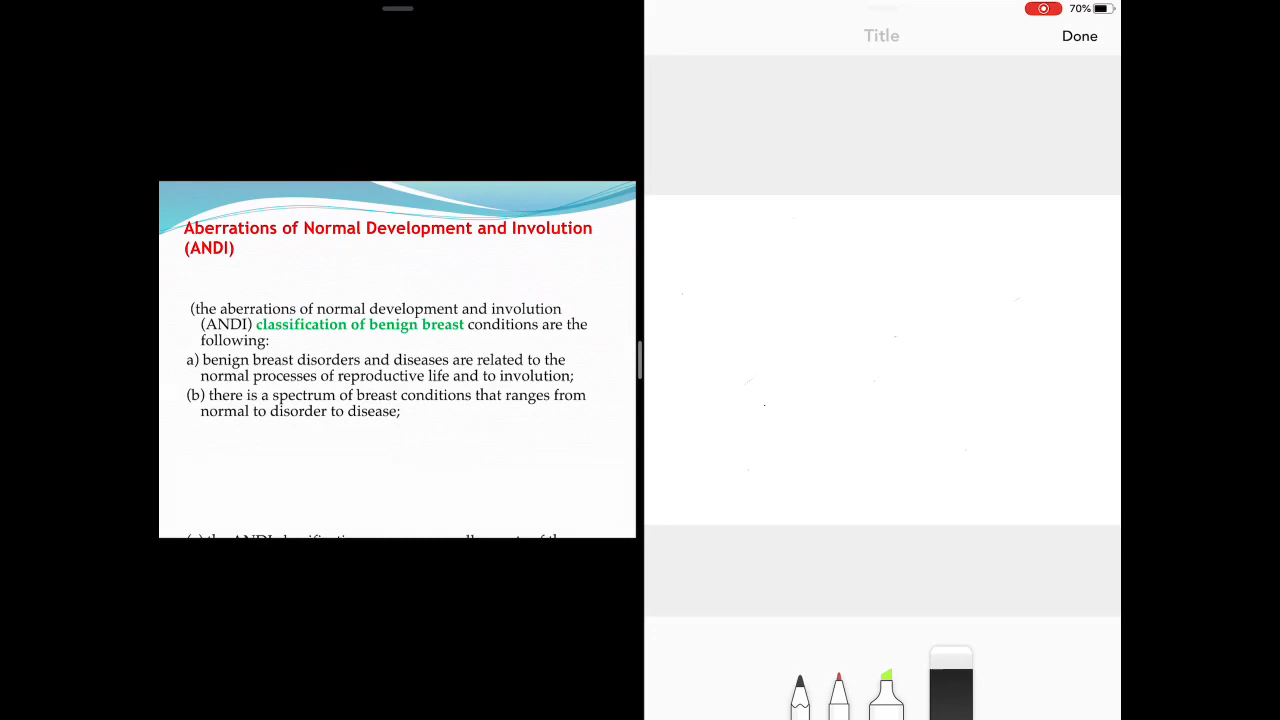 70%
Title
Done
Aberrations of Normal Development and Involution
(ANDI)
(the aberrations of normal development and involution
(ANDI) classification of benign breast conditions are the
following:
a) benign breast disorders and diseases are related to the
normal processes of reproductive life and to involution;
(b) there is a spectrum of breast conditions that ranges from
normal to disorder to disease;